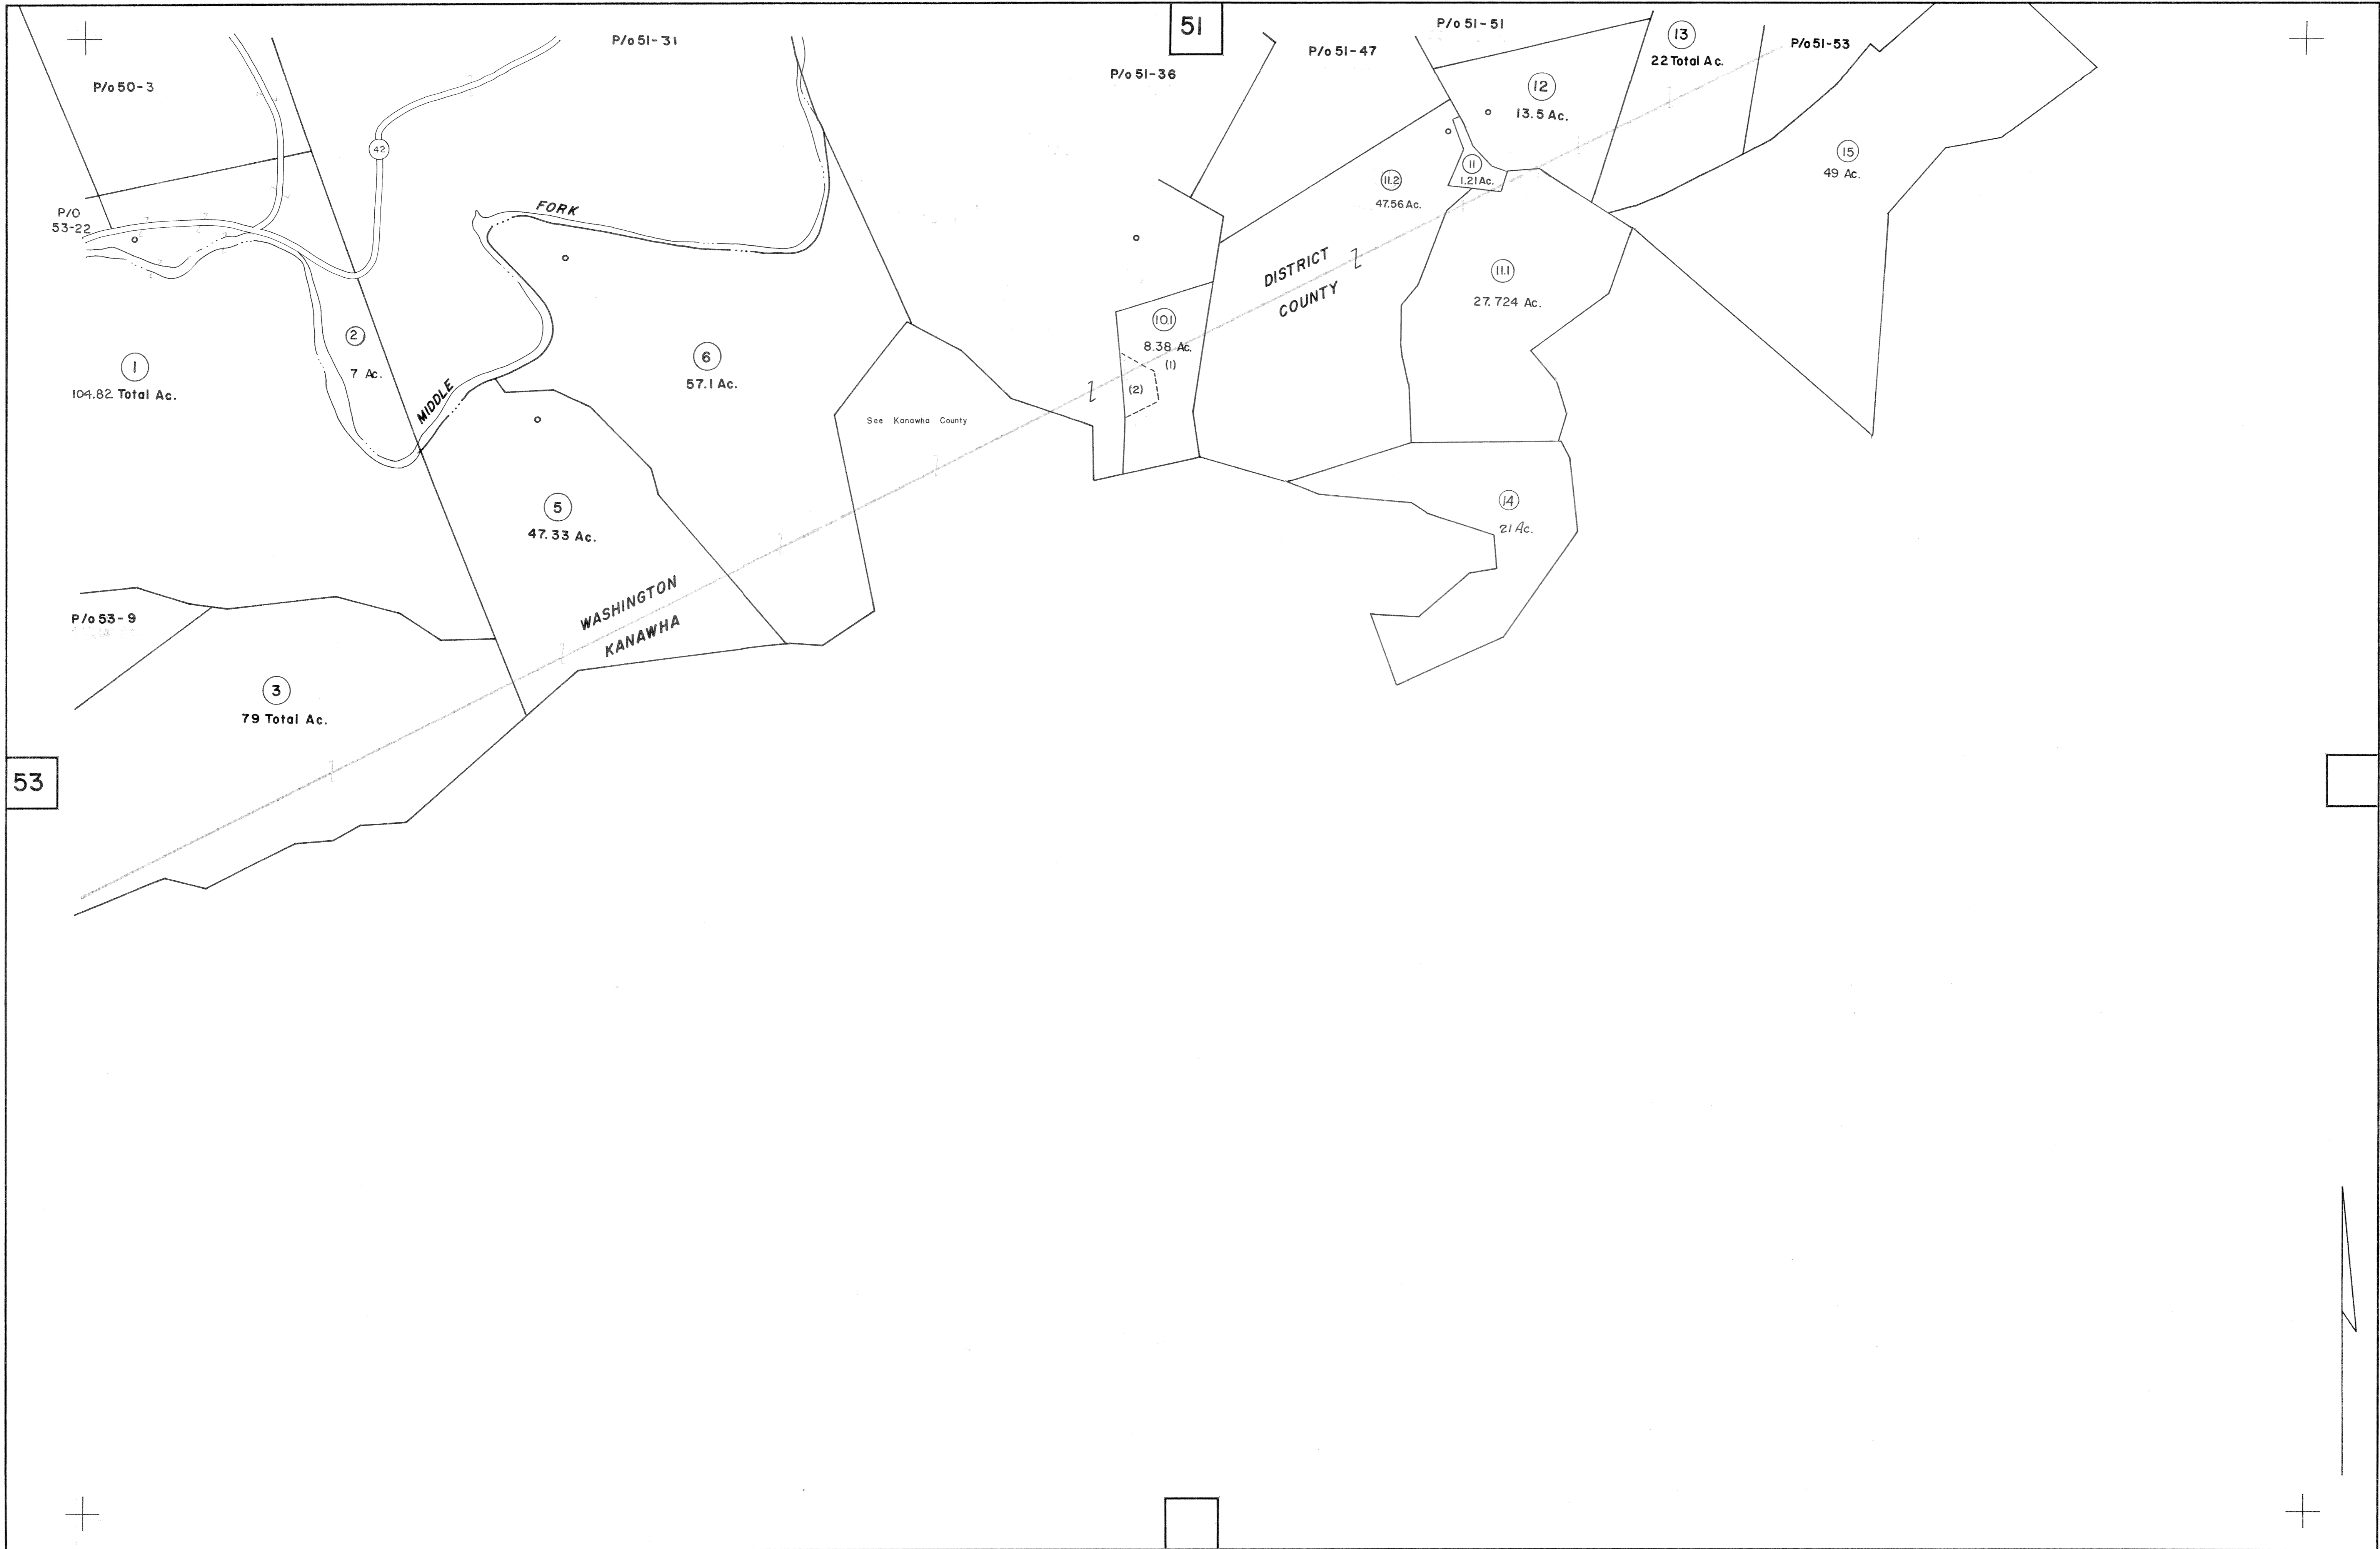 51
P/o 51-31
P/o 51-51
P/o 51-47
P/o 51-36
13
22 Total Ac.
P/o 51-53
P/o 50-3
12
13.5 Ac.
42
15
49 Ac.
11
1.21 Ac.
11.2
47.56 Ac.
P/O
53-22
FORK
MIDDLE
DISTRICT
COUNTY
11.1
27.724 Ac.
10.1
8.38 Ac.
(1)
(2)
2
7 Ac.
1
104.82 Total Ac.
6
57.1 Ac.
See Kanawha County
5
47.33 Ac.
14
21 Ac.
WASHINGTON
KANAWHA
P/o 53-9
3
79 Total Ac.
53